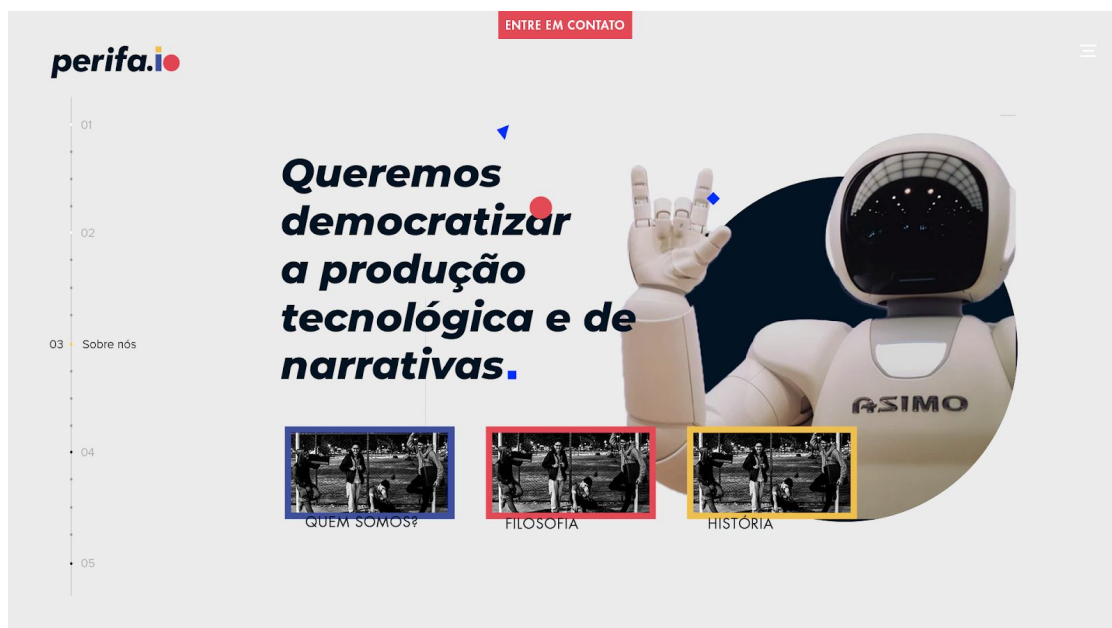 ENTRE EM CONTATO
perifa.io
01
02
03 Sobre nós
04
05
Queremos
democratizar
a produção
tecnológica e de
narrativas.
ASIMO
QUEM SOMOS?
FILOSOFIA
HISTÓRIA